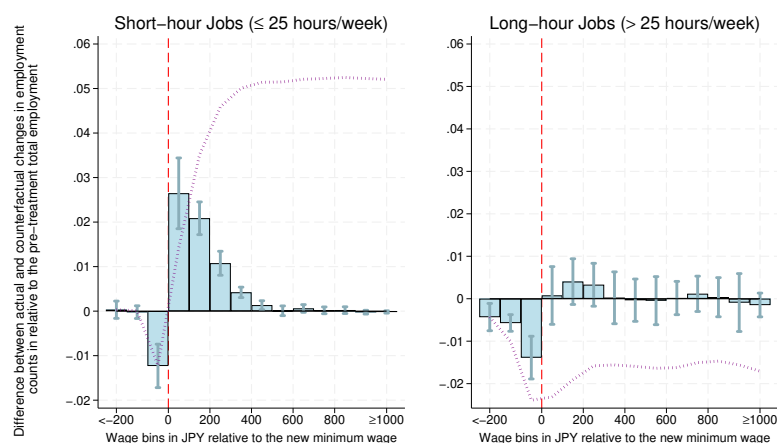 Difference between actual and counterfactual changes in employment
counts in relative to the pre-treatment total employment
Short-hour Jobs (≤ 25 hours/week)
.06
.05
.04
.03
.02
.01
0
-.01
-.02
<-200 0 200 400 600 800 ≥1000
Wage bins in JPY relative to the new minimum wage
Long-hour Jobs (> 25 hours/week)
.06
.05
.04
.03
.02
.01
0
-.01
-.02
<-200 0 200 400 600 800 ≥1000
Wage bins in JPY relative to the new minimum wage